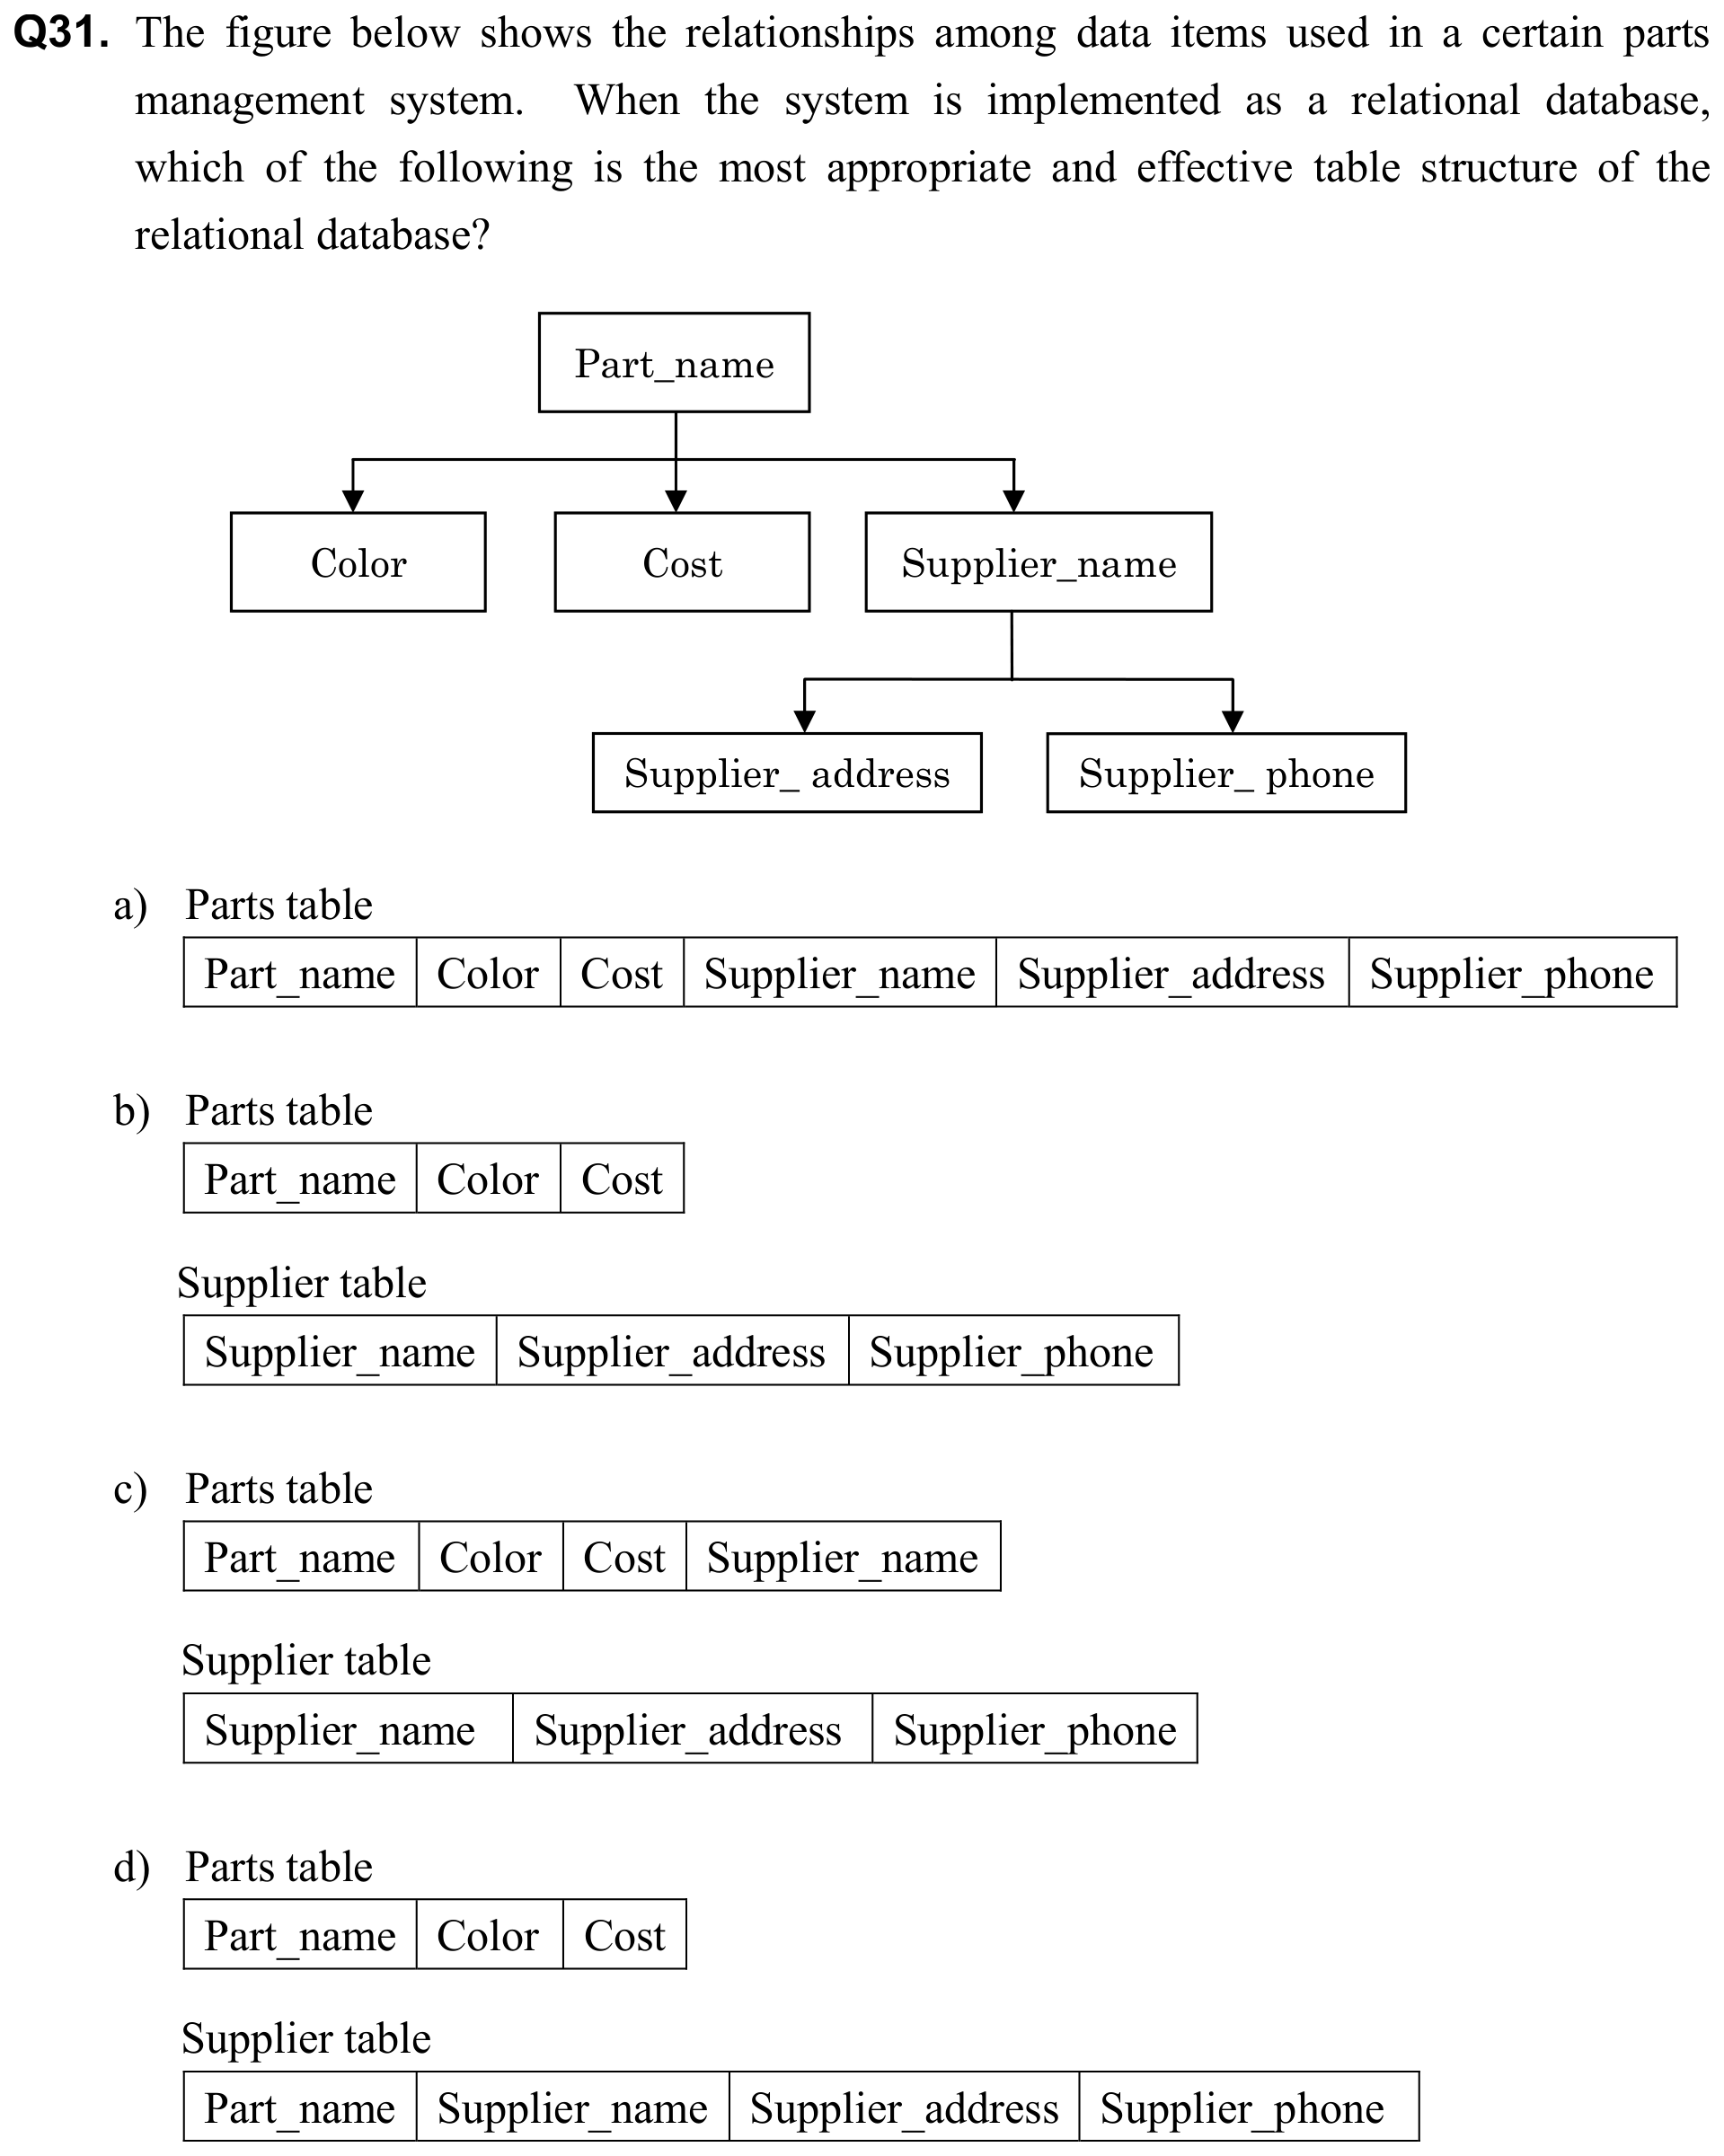 Q31. The figure below shows the relationships among data items used in a certain parts
management system. When the system is implemented as a relational database,
which of the following is the most appropriate and effective table structure of the
relational database?
Part_name
Color Cost Supplier_name
Supplier_ address Supplier_ phone
a) Parts table
Part_name Color Cost Supplier_name Supplier_address Supplier_phone
b) Parts table
Part_name Color Cost
Supplier table
Supplier_name Supplier_address Supplier_phone
c) Parts table
Part_name Color Cost Supplier_name
Supplier table
Supplier_name Supplier_address Supplier_phone
d) Parts table
Part_name Color Cost
Supplier table
Part_name Supplier_name Supplier_address Supplier_phone